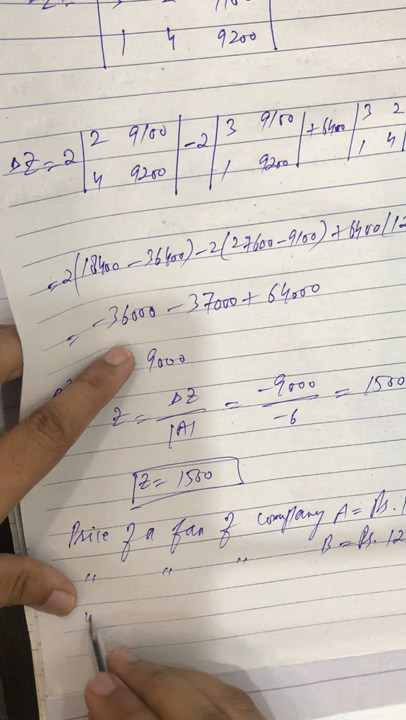 1 4 9200
ΔZ = 2 | 2 9100 | - 2 | 3 9100 | + 6400 | 3 2
4 9200 | 1 9200 | 1 4
= 2(18400 - 36400) - 2(27600 - 9100) + 6400(12
= -36000 - 37000 + 64000
9000
Z = ΔZ / |A| = -9000 / -6 = 1500
Z = 1500
Price of a fan of company A = Rs. 1
" " " B = Rs. 12
"